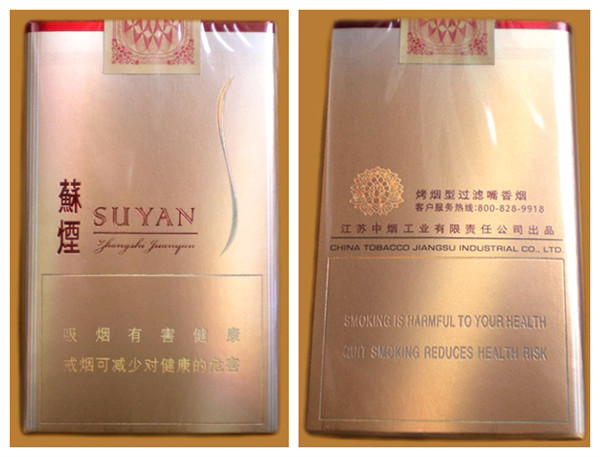 蘇煙
SUYAN
Zhongshi Juanyan
吸烟有害健康
戒烟可减少对健康的危害
烤烟型过滤嘴香烟
客户服务热线:800-828-9918
江苏中烟工业有限责任公司出品
CHINA TOBACCO JIANGSU INDUSTRIAL CO., LTD.
SMOKING IS HARMFUL TO YOUR HEALTH
QUIT SMOKING REDUCES HEALTH RISK